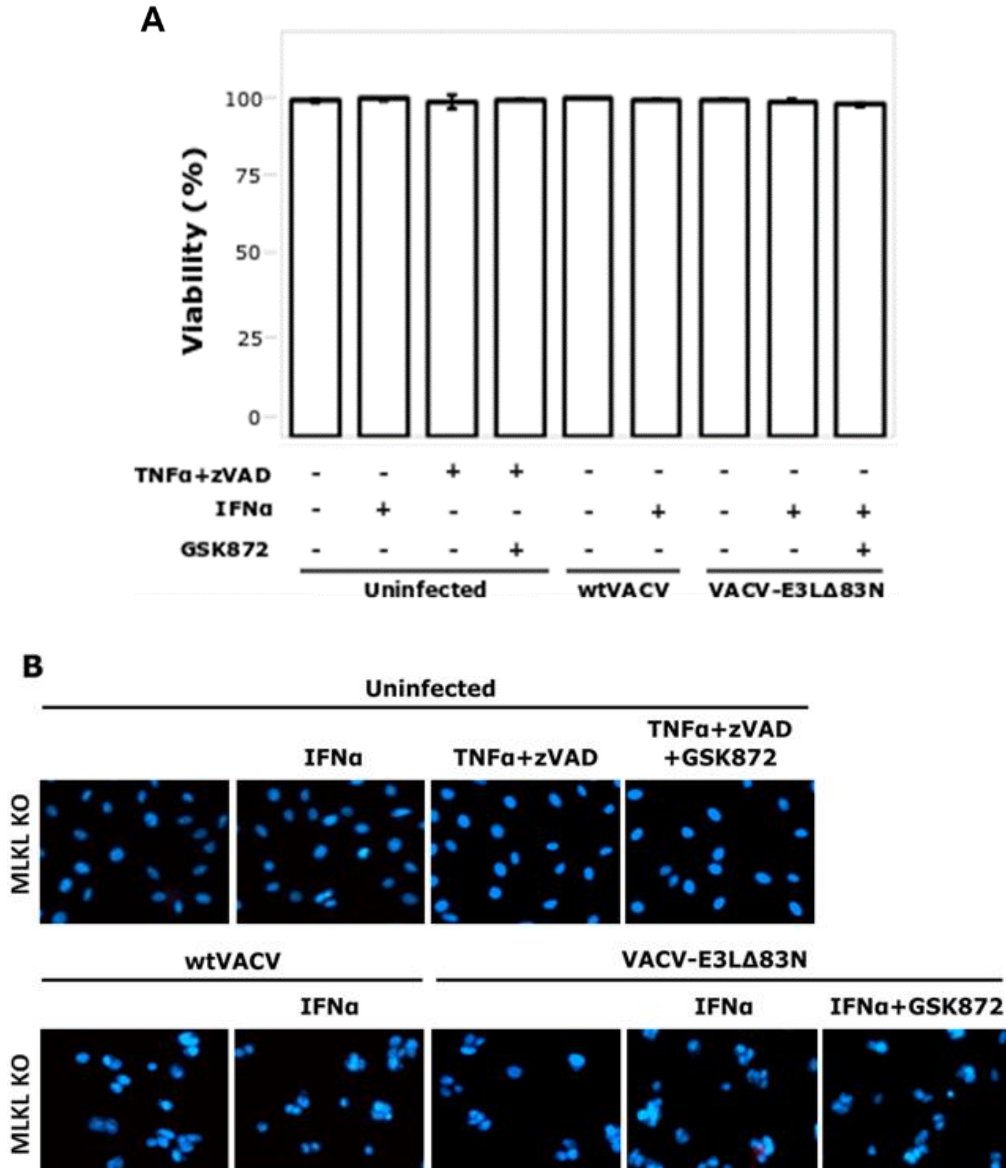 A
Viability (%)
100
75
50
25
0
TNFα+zVAD - - + + - - - - -
IFNα - + - - - + - + +
GSK872 - - - + - - - - +
Uninfected wtVACV VACV-E3LΔ83N
B
Uninfected
IFNα TNFα+zVAD TNFα+zVAD
+GSK872
MLKL KO
wtVACV VACV-E3LΔ83N
IFNα IFNα IFNα+GSK872
MLKL KO